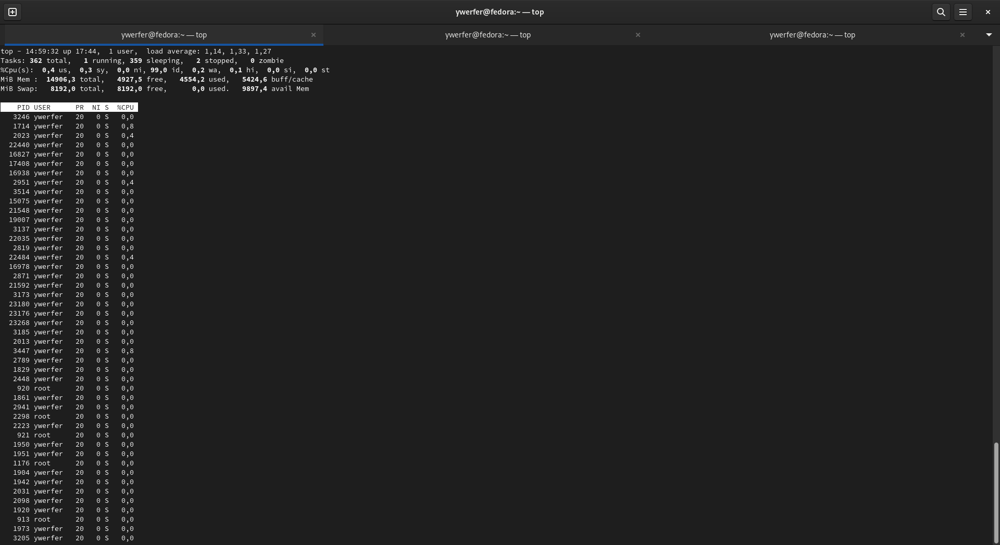 ywerfer@fedora:~ — top
ywerfer@fedora:~ — top ywerfer@fedora:~ — top ywerfer@fedora:~ — top
top - 14:59:32 up 17:44,  1 user,  load average: 1,14, 1,33, 1,27
Tasks: 362 total,   1 running, 359 sleeping,   2 stopped,   0 zombie
%Cpu(s):  0,4 us,  0,3 sy,  0,0 ni, 99,0 id,  0,2 wa,  0,1 hi,  0,0 si,  0,0 st
MiB Mem :  14906,3 total,   4927,5 free,   4554,2 used,   5424,6 buff/cache
MiB Swap:   8192,0 total,   8192,0 free,      0,0 used.   9897,4 avail Mem
PID USER      PR  NI S  %CPU
3246 ywerfer   20   0 S   0,0
1714 ywerfer   20   0 S   0,8
2023 ywerfer   20   0 S   0,4
22440 ywerfer   20   0 S   0,0
16827 ywerfer   20   0 S   0,0
17408 ywerfer   20   0 S   0,0
16938 ywerfer   20   0 S   0,0
2951 ywerfer   20   0 S   0,4
3514 ywerfer   20   0 S   0,0
15075 ywerfer   20   0 S   0,0
21548 ywerfer   20   0 S   0,0
19007 ywerfer   20   0 S   0,0
3137 ywerfer   20   0 S   0,0
22035 ywerfer   20   0 S   0,0
2819 ywerfer   20   0 S   0,0
22484 ywerfer   20   0 S   0,4
16978 ywerfer   20   0 S   0,0
2871 ywerfer   20   0 S   0,0
21592 ywerfer   20   0 S   0,0
3173 ywerfer   20   0 S   0,0
23180 ywerfer   20   0 S   0,0
23176 ywerfer   20   0 S   0,0
23268 ywerfer   20   0 S   0,0
3185 ywerfer   20   0 S   0,0
2013 ywerfer   20   0 S   0,0
3447 ywerfer   20   0 S   0,8
2789 ywerfer   20   0 S   0,0
1829 ywerfer   20   0 S   0,0
2448 ywerfer   20   0 S   0,0
920 root      20   0 S   0,0
1861 ywerfer   20   0 S   0,0
2941 ywerfer   20   0 S   0,0
2298 root      20   0 S   0,0
2223 ywerfer   20   0 S   0,0
921 root      20   0 S   0,0
1950 ywerfer   20   0 S   0,0
1951 ywerfer   20   0 S   0,0
1176 root      20   0 S   0,0
1904 ywerfer   20   0 S   0,0
1942 ywerfer   20   0 S   0,0
2031 ywerfer   20   0 S   0,0
2098 ywerfer   20   0 S   0,0
1920 ywerfer   20   0 S   0,0
913 root      20   0 S   0,0
1973 ywerfer   20   0 S   0,0
3205 ywerfer   20   0 S   0,0